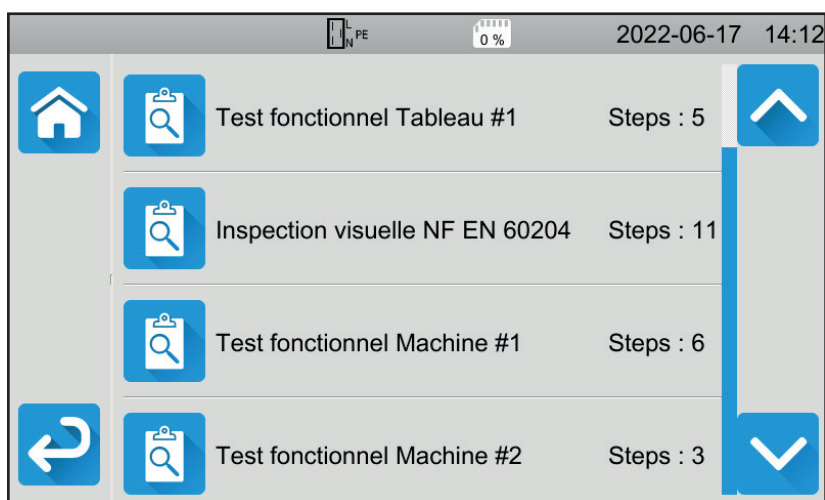 L
N PE 0 % 2022-06-17 14:12
Test fonctionnel Tableau #1 Steps : 5
Inspection visuelle NF EN 60204 Steps : 11
Test fonctionnel Machine #1 Steps : 6
Test fonctionnel Machine #2 Steps : 3